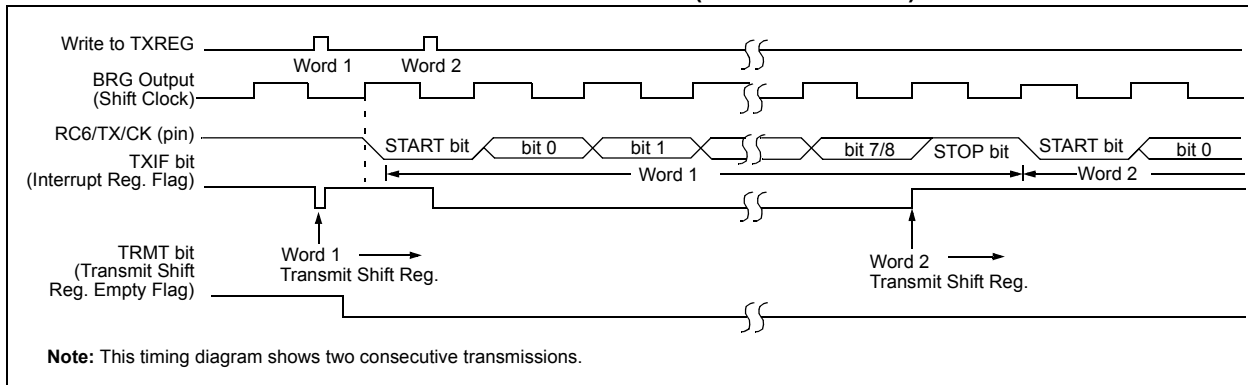 Write to TXREG
Word 1
Word 2
BRG Output
(Shift Clock)
RC6/TX/CK (pin)
START bit
bit 0
bit 1
bit 7/8
STOP bit
START bit
bit 0
Word 1
Word 2
TXIF bit
(Interrupt Reg. Flag)
Word 1
Transmit Shift Reg.
Word 2
Transmit Shift Reg.
TRMT bit
(Transmit Shift
Reg. Empty Flag)
Note: This timing diagram shows two consecutive transmissions.